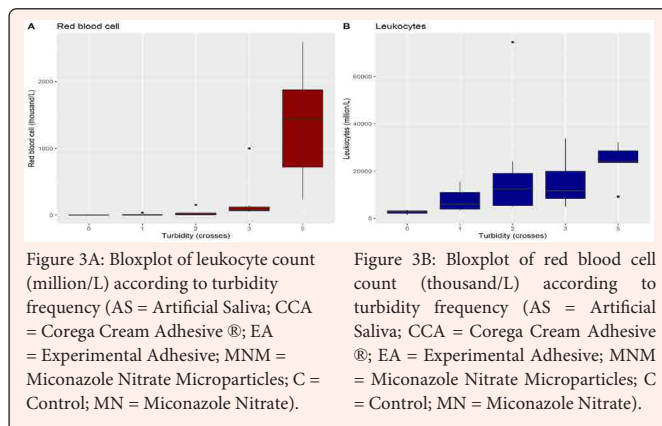 A Red blood cell
Red blood cell (thousand/L)
2000
1000
0
0 1 2 3 5
Turbidity (crosses)
B Leukocytes
Leukocytes (million/L)
60000
40000
20000
0
0 1 2 3 5
Turbidity (crosses)
Figure 3A: Bloxplot of leukocyte count
(million/L) according to turbidity
frequency (AS = Artificial Saliva; CCA
= Corega Cream Adhesive ®; EA
= Experimental Adhesive; MNM =
Miconazole Nitrate Microparticles; C =
Control; MN = Miconazole Nitrate).
Figure 3B: Bloxplot of red blood cell
count (thousand/L) according to
turbidity frequency (AS = Artificial
Saliva; CCA = Corega Cream Adhesive
®; EA = Experimental Adhesive; MNM
= Miconazole Nitrate Microparticles; C
= Control; MN = Miconazole Nitrate).